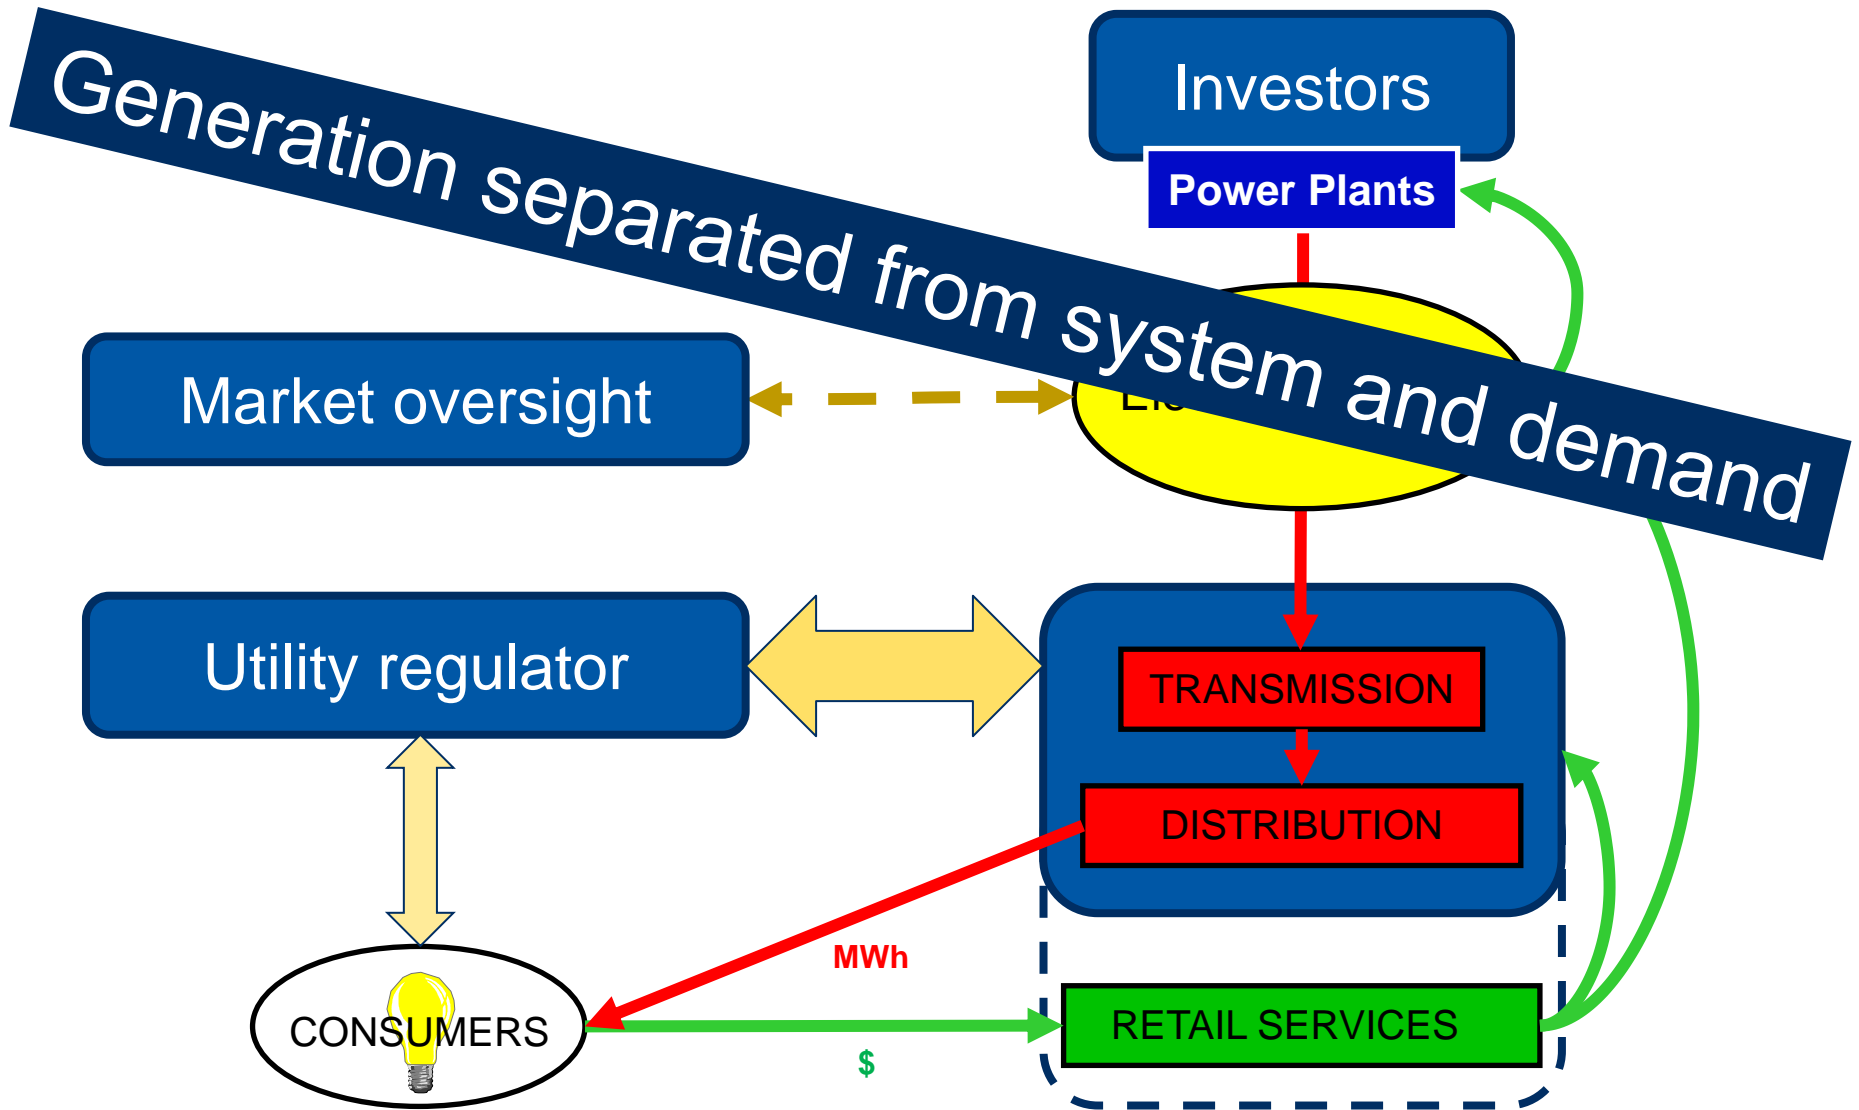 Generation separated from system and demand
Investors
Power Plants
Market oversight
Utility regulator
TRANSMISSION
DISTRIBUTION
MWh
CONSUMERS
RETAIL SERVICES
$